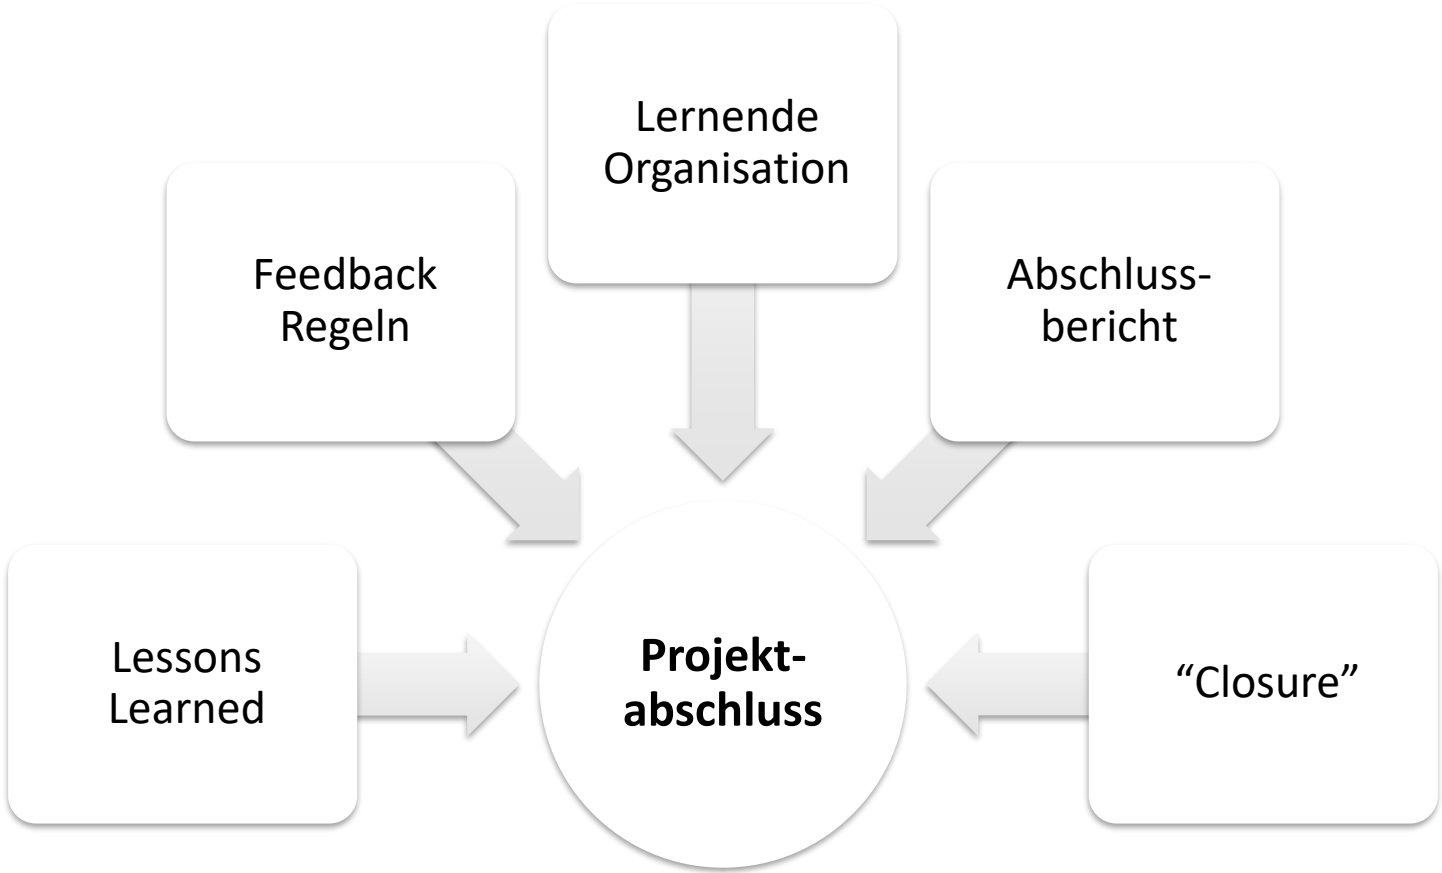 Lernende
Organisation
Feedback
Regeln
Abschluss-
bericht
Lessons
Learned
Projekt-
abschluss
“Closure”